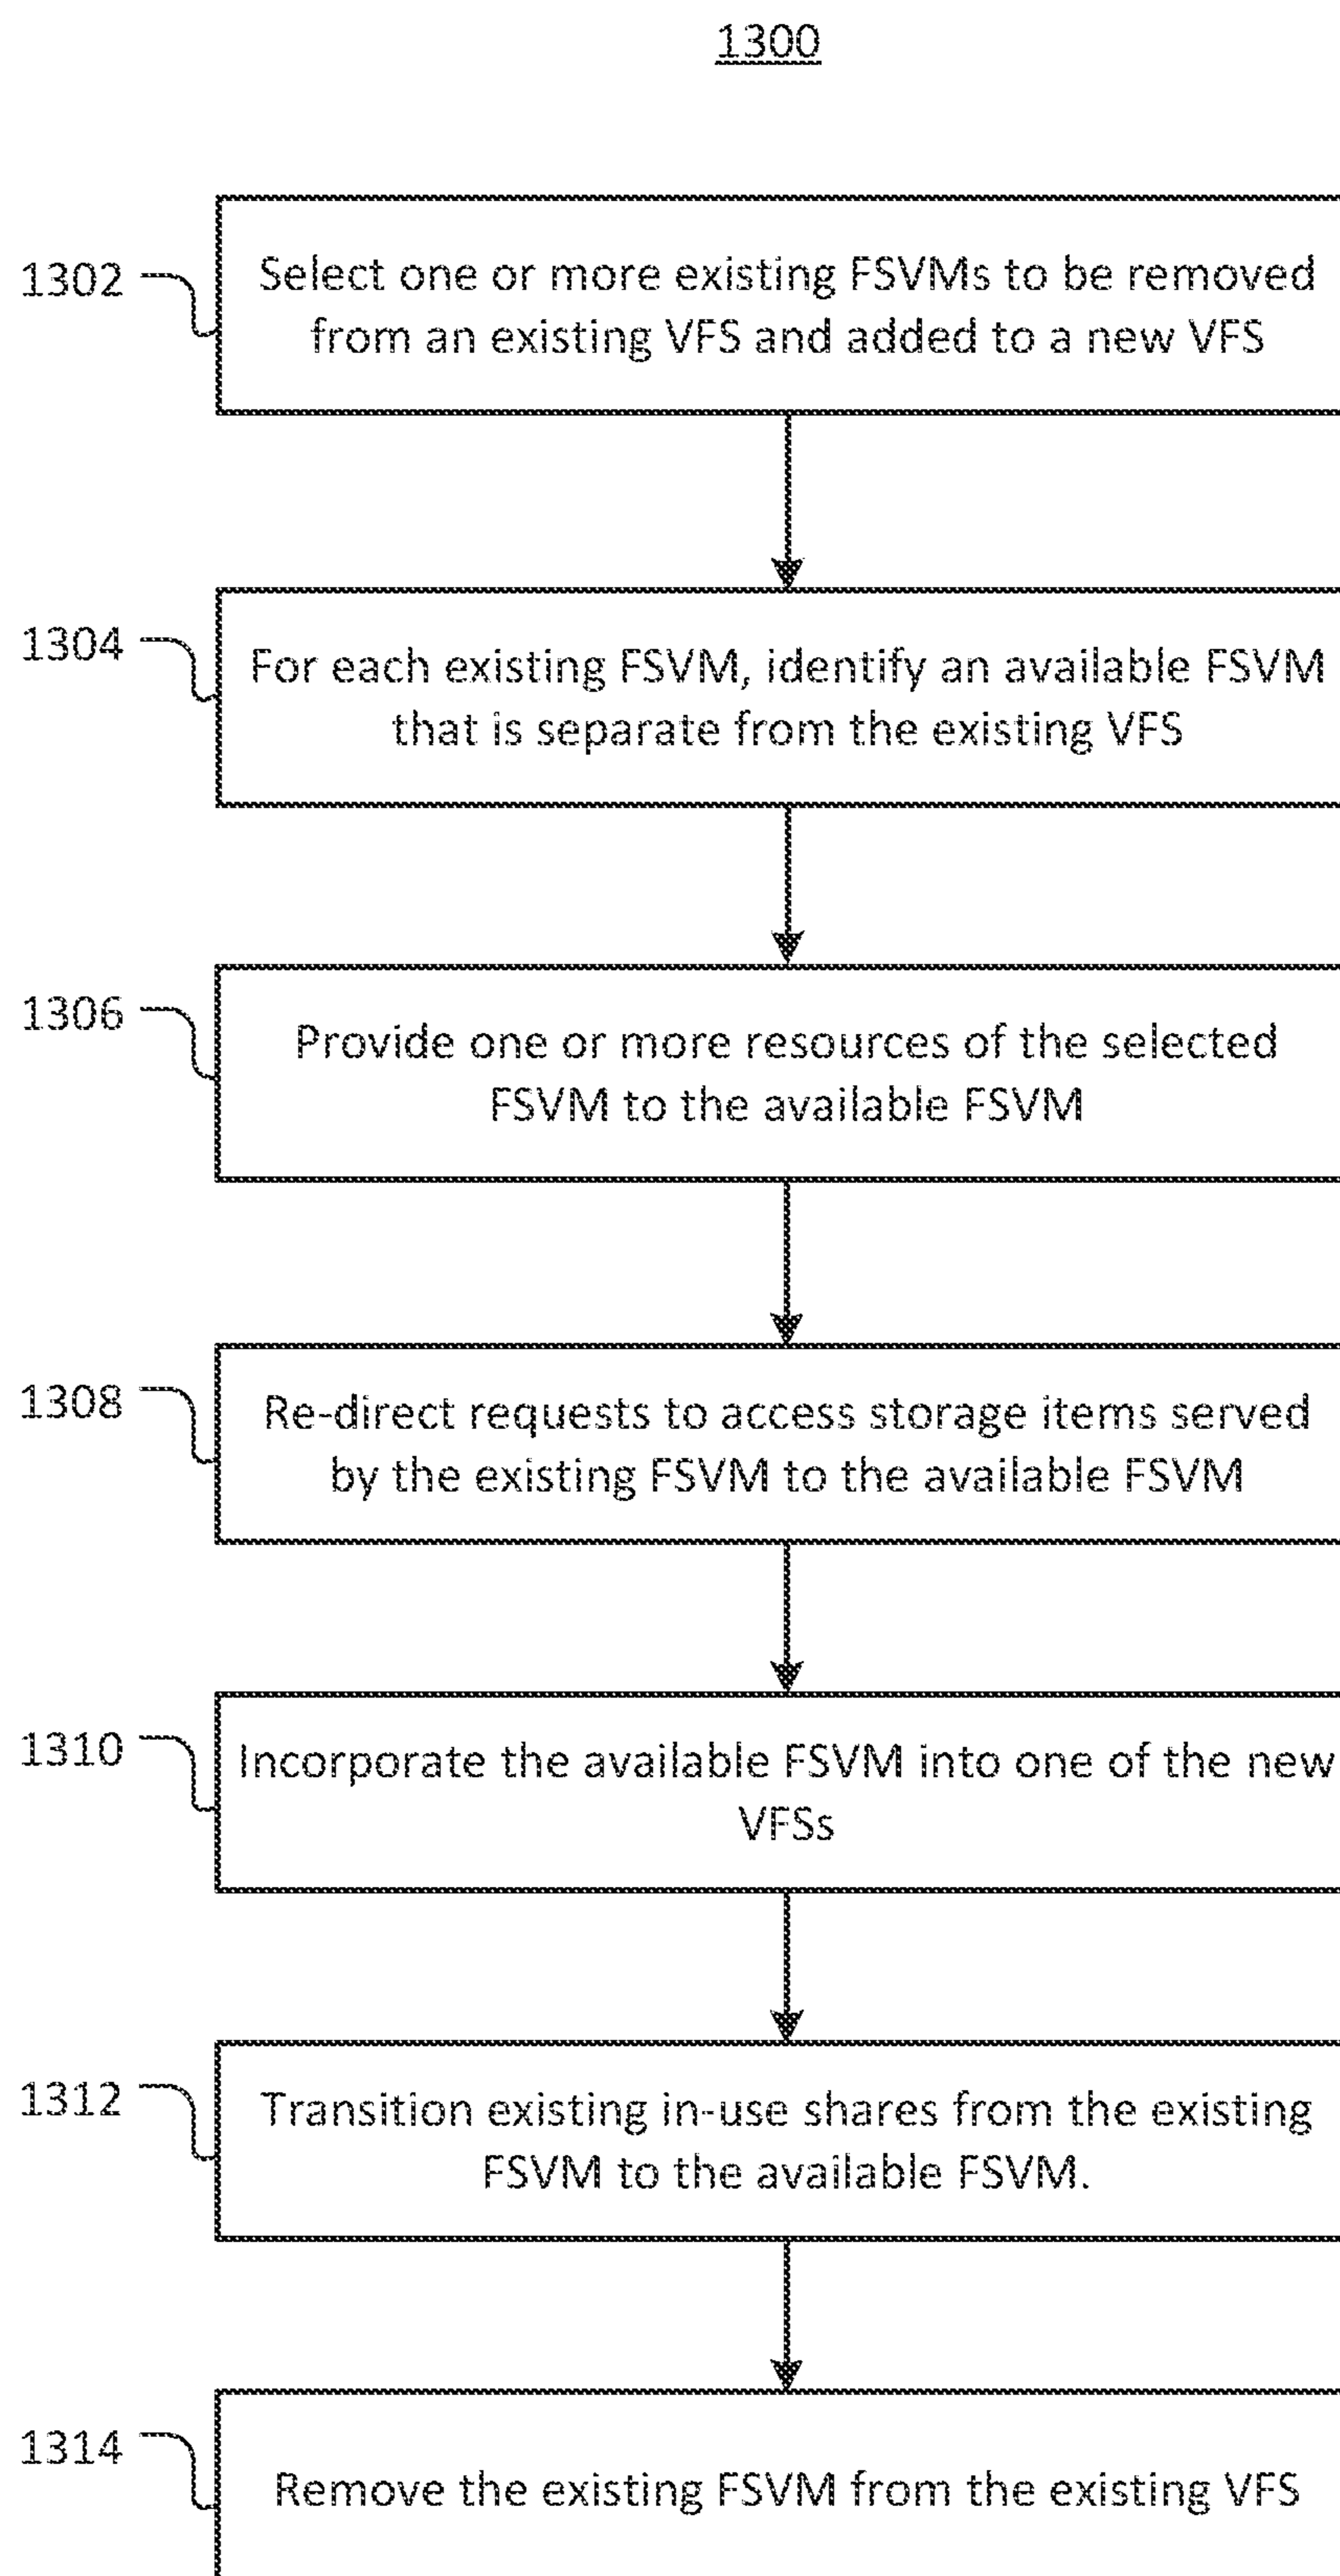 1300
1302
Select one or more existing FSVMs to be removed
from an existing VFS and added to a new VFS
1304
For each existing FSVM, identify an available FSVM
that is separate from the existing VFS
1306
Provide one or more resources of the selected
FSVM to the available FSVM
1308
Re-direct requests to access storage items served
by the existing FSVM to the available FSVM
1310
Incorporate the available FSVM into one of the new
VFSs
1312
Transition existing in-use shares from the existing
FSVM to the available FSVM.
1314
Remove the existing FSVM from the existing VFS